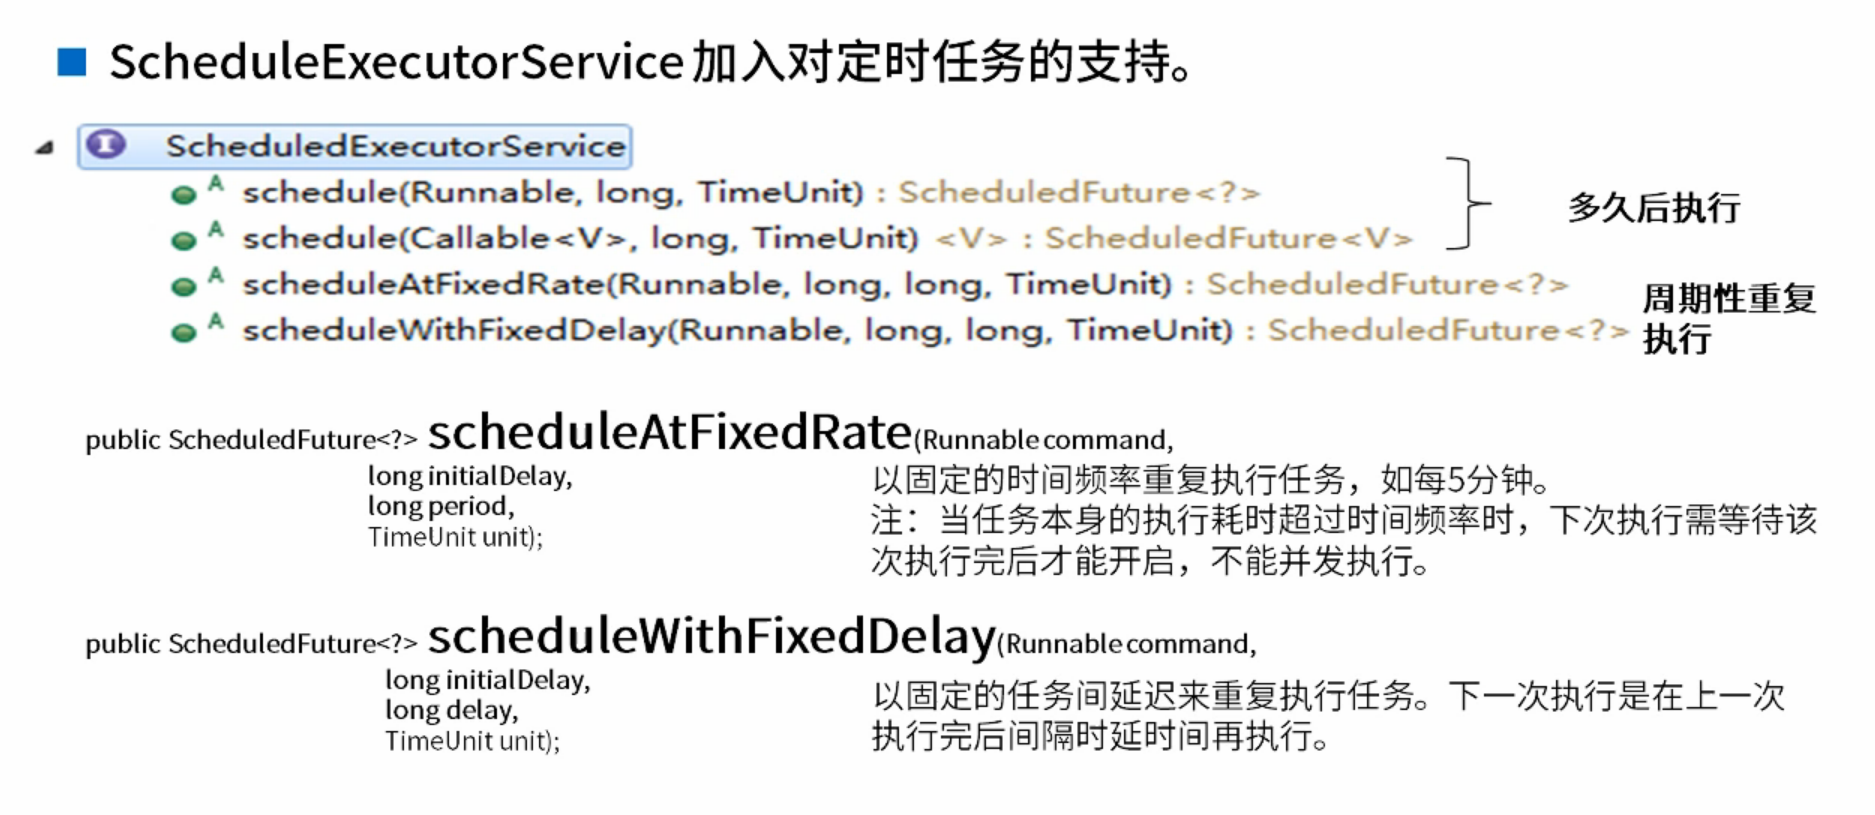 ScheduleExecutorService加入对定时任务的支持。
I ScheduledExecutorService
A schedule(Runnable, long, TimeUnit) : ScheduledFuture<?>
A schedule(Callable<V>, long, TimeUnit) <V> : ScheduledFuture<V>
多久后执行
A scheduleAtFixedRate(Runnable, long, long, TimeUnit) : ScheduledFuture<?>
A scheduleWithFixedDelay(Runnable, long, long, TimeUnit) : ScheduledFuture<?>
周期性重复
执行
public ScheduledFuture<?> scheduleAtFixedRate(Runnable command,
long initialDelay,
long period,
TimeUnit unit);
以固定的时间频率重复执行任务，如每5分钟。
注：当任务本身的执行耗时超过时间频率时，下次执行需等待该
次执行完后才能开启，不能并发执行。
public ScheduledFuture<?> scheduleWithFixedDelay(Runnable command,
long initialDelay,
long delay,
TimeUnit unit);
以固定的任务间延迟来重复执行任务。下一次执行是在上一次
执行完后间隔时延时间再执行。